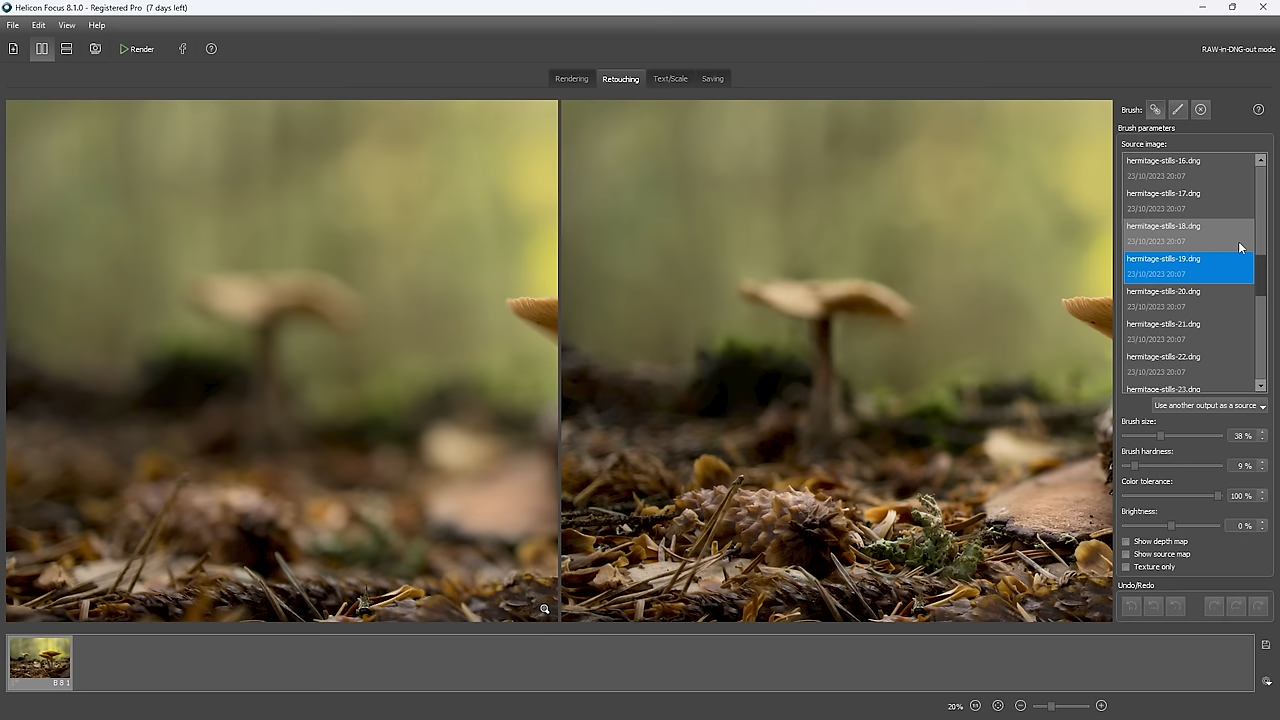 Helicon Focus 8.1.0 - Registered Pro (7 days left)
File Edit View Help
Render
RAW-in-DNG-out mode
Rendering Retouching Text/Scale Saving
Brush:
Brush parameters
Source image:
hermitage-stills-16.dng
23/10/2023 20:07
hermitage-stills-17.dng
23/10/2023 20:07
hermitage-stills-18.dng
23/10/2023 20:07
hermitage-stills-19.dng
23/10/2023 20:07
hermitage-stills-20.dng
23/10/2023 20:07
hermitage-stills-21.dng
23/10/2023 20:07
hermitage-stills-22.dng
23/10/2023 20:07
hermitage-stills-23.dng
Use another output as a source
Brush size:
38 %
Brush hardness:
9 %
Color tolerance:
100 %
Brightness:
0 %
Show depth map
Show source map
Texture only
Undo/Redo
B 8 1
20%